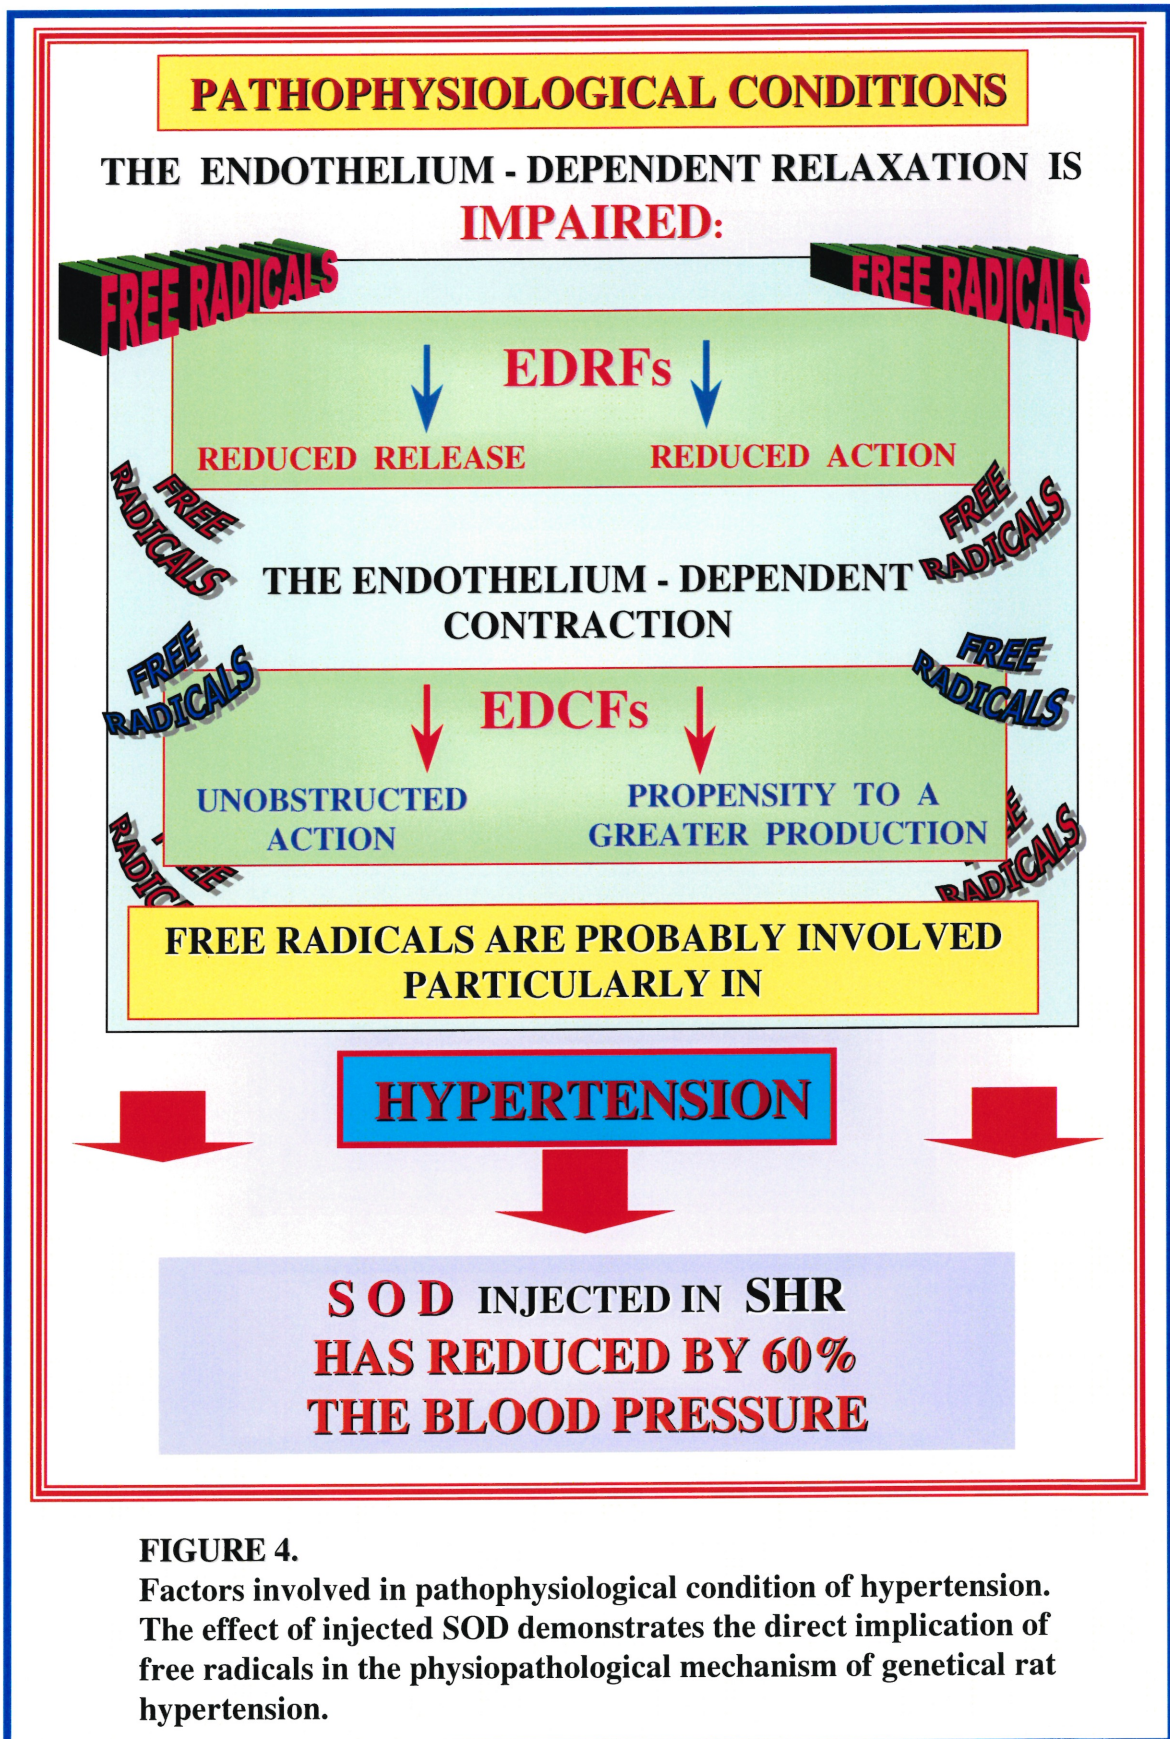 PATHOPHYSIOLOGICAL CONDITIONS
THE ENDOTHELIUM - DEPENDENT RELAXATION IS
IMPAIRED:
FREE RADICALS
FREE RADICALS
EDRFs
REDUCED RELEASE
REDUCED ACTION
FREE
RADICALS
FREE
RADICALS
THE ENDOTHELIUM - DEPENDENT
CONTRACTION
FREE
RADICALS
FREE
RADICALS
EDCFs
UNOBSTRUCTED
ACTION
PROPENSITY TO A
GREATER PRODUCTION
RADICALS
FREE RADICALS ARE PROBABLY INVOLVED
PARTICULARLY IN
HYPERTENSION
S O D INJECTED IN SHR
HAS REDUCED BY 60%
THE BLOOD PRESSURE
FIGURE 4.
Factors involved in pathophysiological condition of hypertension.
The effect of injected SOD demonstrates the direct implication of
free radicals in the physiopathological mechanism of genetical rat
hypertension.